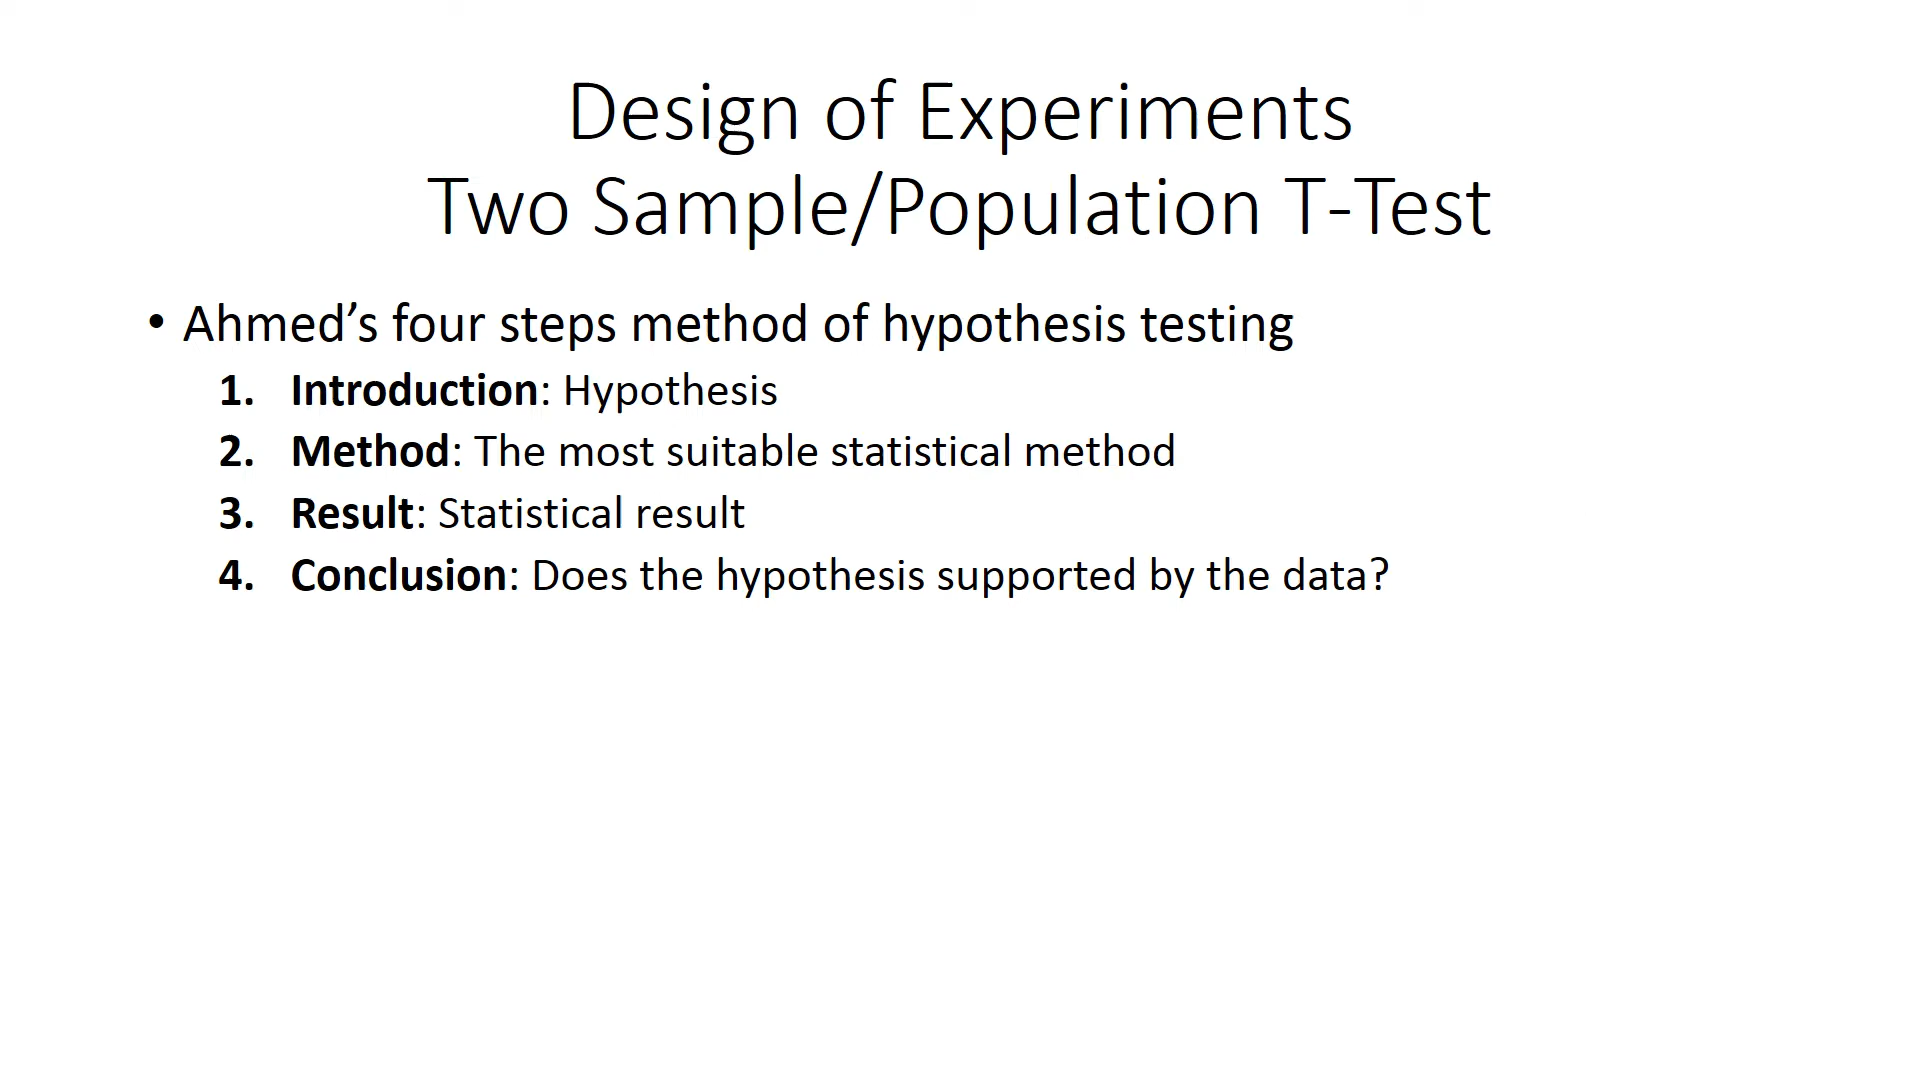 Design of Experiments
Two Sample/Population T-Test
• Ahmed’s four steps method of hypothesis testing
1. Introduction: Hypothesis
2. Method: The most suitable statistical method
3. Result: Statistical result
4. Conclusion: Does the hypothesis supported by the data?